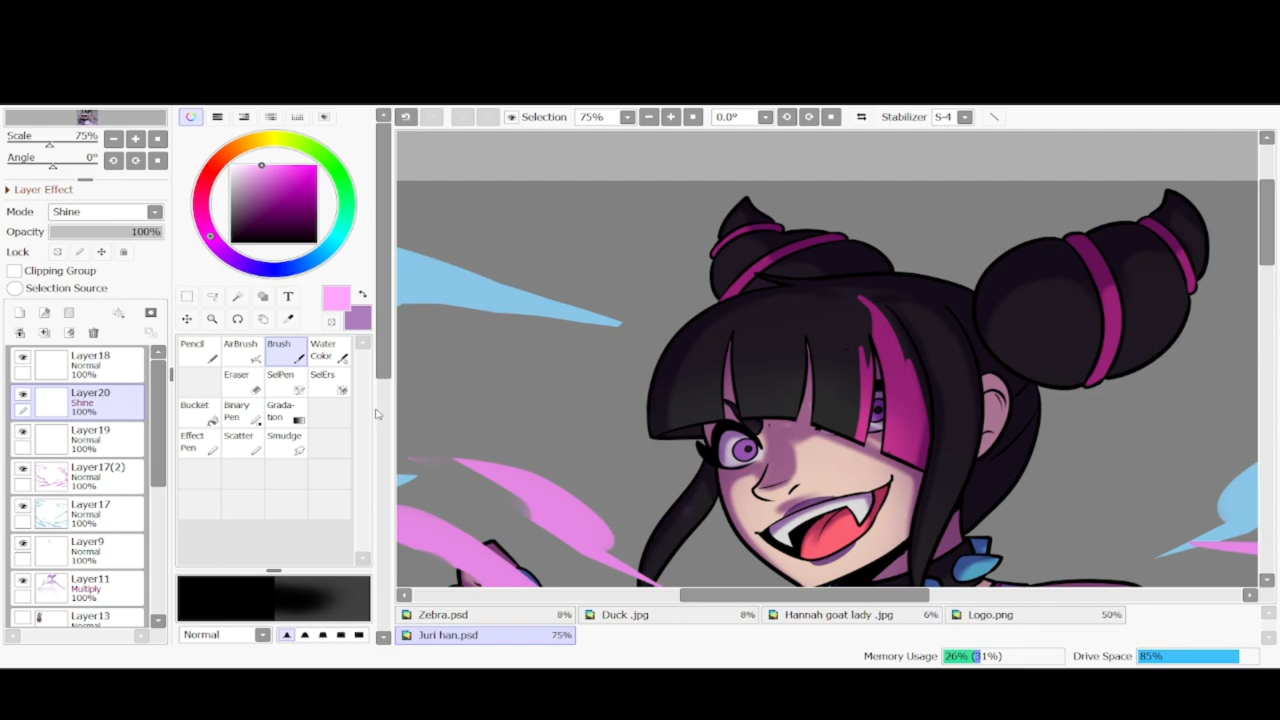 Scale 75%
Angle 0°
Layer Effect
Mode Shine
Opacity 100%
Lock
Clipping Group
Selection Source
Layer18
Normal
100%
Layer20
Shine
100%
Layer19
Normal
100%
Layer17(2)
Normal
100%
Layer17
Normal
100%
Layer9
Normal
100%
Layer11
Multiply
100%
Layer13
Normal
T
Pencil AirBrush Brush Water
Color
Eraser SelPen SelErs
Bucket Binary
Pen Grada-
tion
Effect
Pen Scatter Smudge
Normal
Selection 75% 0.0° Stabilizer S-4
Zebra.psd 8% Duck .jpg 8% Hannah goat lady .jpg 6% Logo.png 50%
Juri han.psd 75%
Memory Usage 26% (31%) Drive Space 85%